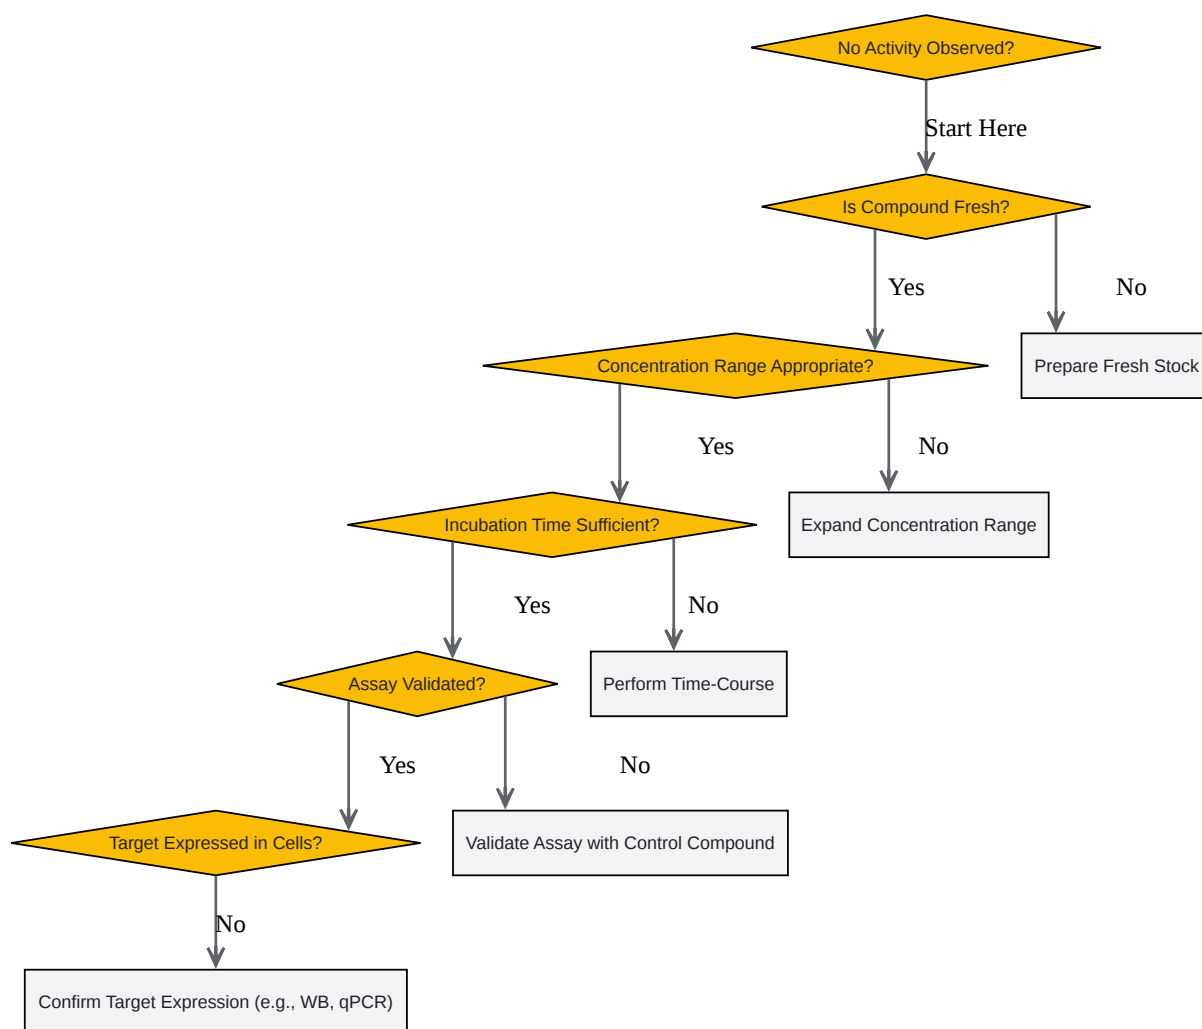 No Activity Observed?
Start Here
Is Compound Fresh?
Yes
No
Concentration Range Appropriate?
Prepare Fresh Stock
Yes
No
Incubation Time Sufficient?
Expand Concentration Range
Yes
No
Assay Validated?
Perform Time-Course
Yes
No
Target Expressed in Cells?
Validate Assay with Control Compound
No
Confirm Target Expression (e.g., WB, qPCR)